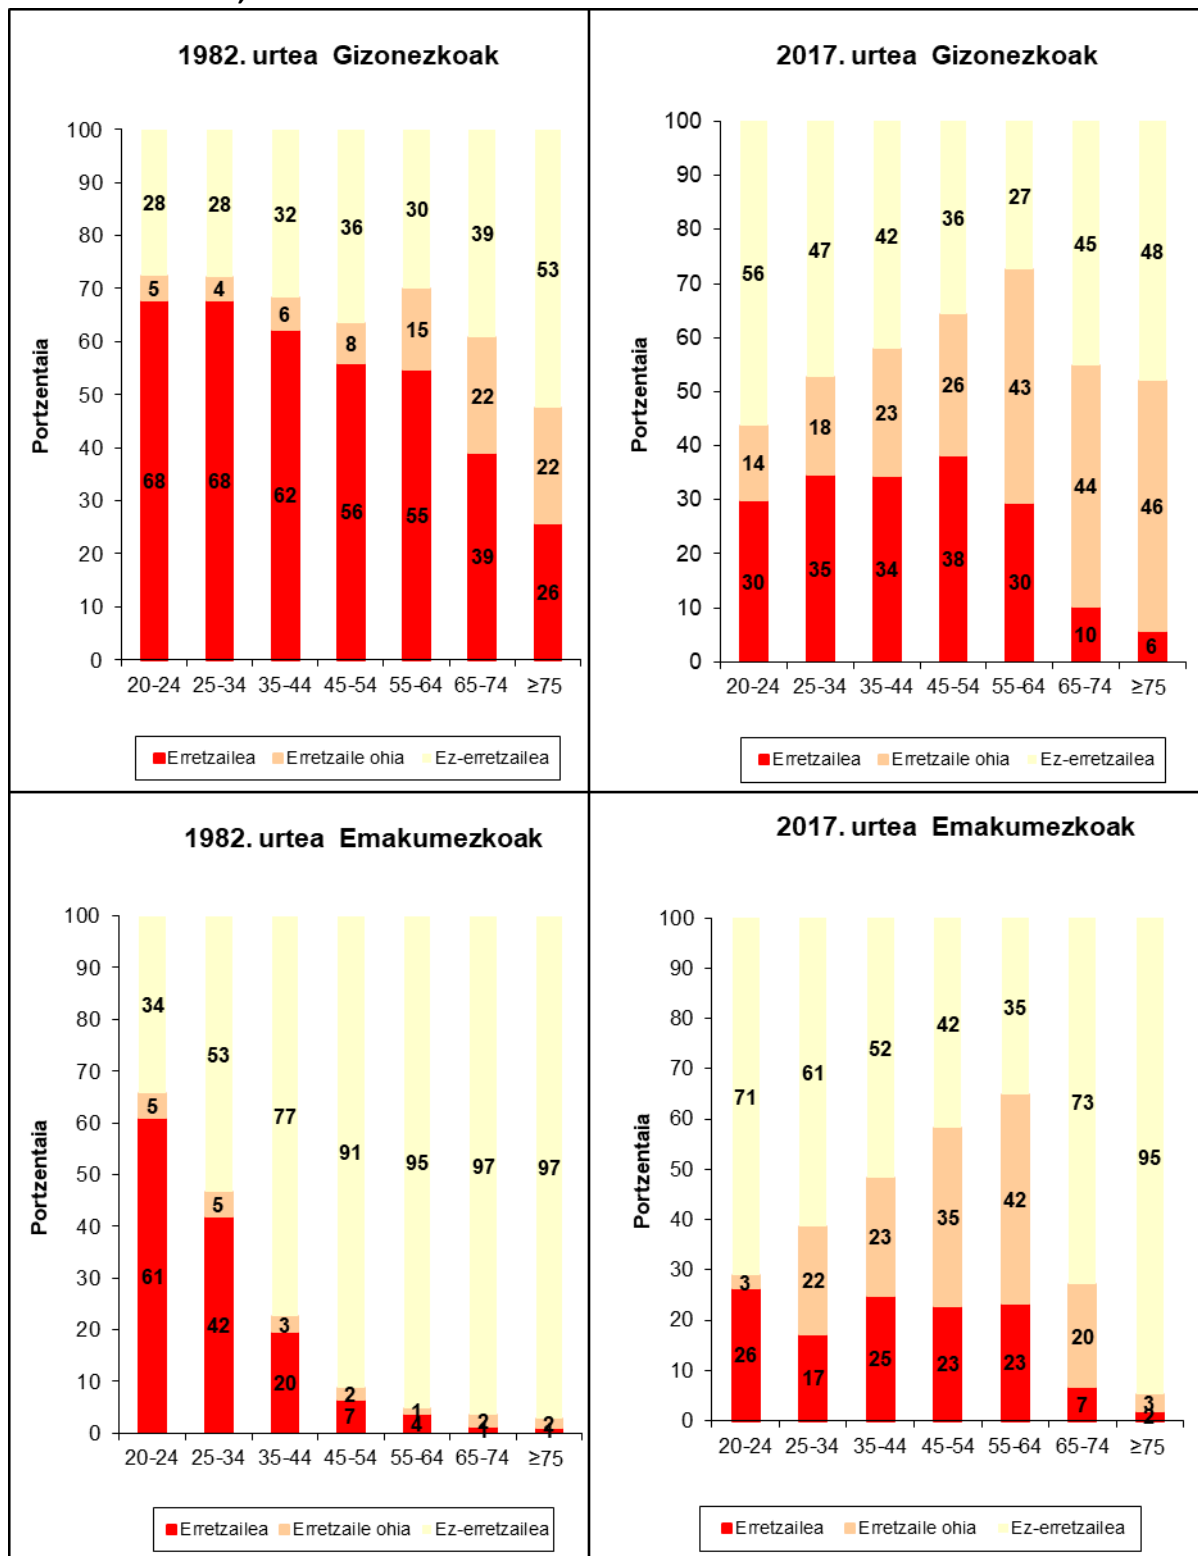 1982. urtea Gizonezkoak
Portzentaia
100
90
80
70
60
50
40
30
20
10
0
28 28 32 36 30 39 53
5 4 6 8 15 22 22
68 68 62 56 55 39 26
20-24 25-34 35-44 45-54 55-64 65-74 ≥75
Erretzailea Erretzaile ohia Ez-erretzailea
2017. urtea Gizonezkoak
Portzentaia
100
90
80
70
60
50
40
30
20
10
0
56 47 42 36 27 45 48
14 18 23 26 43 44 46
30 35 34 38 30 10 6
20-24 25-34 35-44 45-54 55-64 65-74 ≥75
Erretzailea Erretzaile ohia Ez-erretzailea
1982. urtea Emakumezkoak
Portzentaia
100
90
80
70
60
50
40
30
20
10
0
34 53 77 91 95 97 97
5 5 3 2 1 2 2
61 42 20 7 4 1 1
20-24 25-34 35-44 45-54 55-64 65-74 ≥75
Erretzailea Erretzaile ohia Ez-erretzailea
2017. urtea Emakumezkoak
Portzentaia
100
90
80
70
60
50
40
30
20
10
0
71 61 52 42 35 73 95
3 22 23 35 42 20 3
26 17 25 23 23 7 2
20-24 25-34 35-44 45-54 55-64 65-74 ≥75
Erretzailea Erretzaile ohia Ez-erretzailea